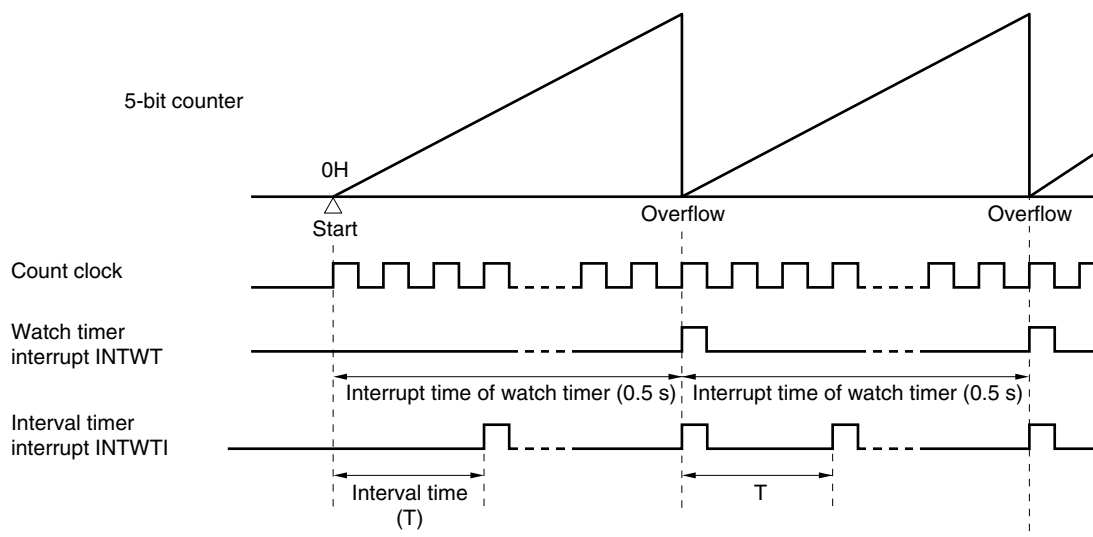 5-bit counter
0H
Start
Overflow
Overflow
Count clock
Watch timer
interrupt INTWT
Interrupt time of watch timer (0.5 s)
Interrupt time of watch timer (0.5 s)
Interval timer
interrupt INTWTI
Interval time
(T)
T